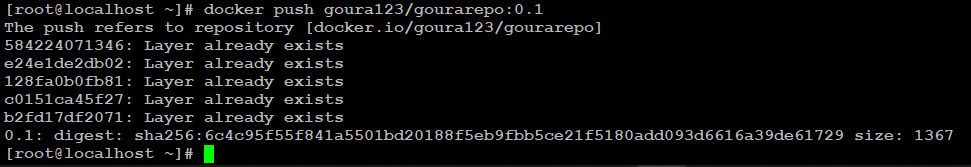 [root@localhost ~]# docker push goura123/gourarepo:0.1
The push refers to repository [docker.io/goura123/gourarepo]
584224071346: Layer already exists
e24e1de2db02: Layer already exists
128fa0b0fb81: Layer already exists
c0151ca45f27: Layer already exists
b2fd17df2071: Layer already exists
0.1: digest: sha256:6c4c95f55f841a5501bd20188f5eb9fbb5ce21f5180add093d6616a39de61729 size: 1367
[root@localhost ~]#